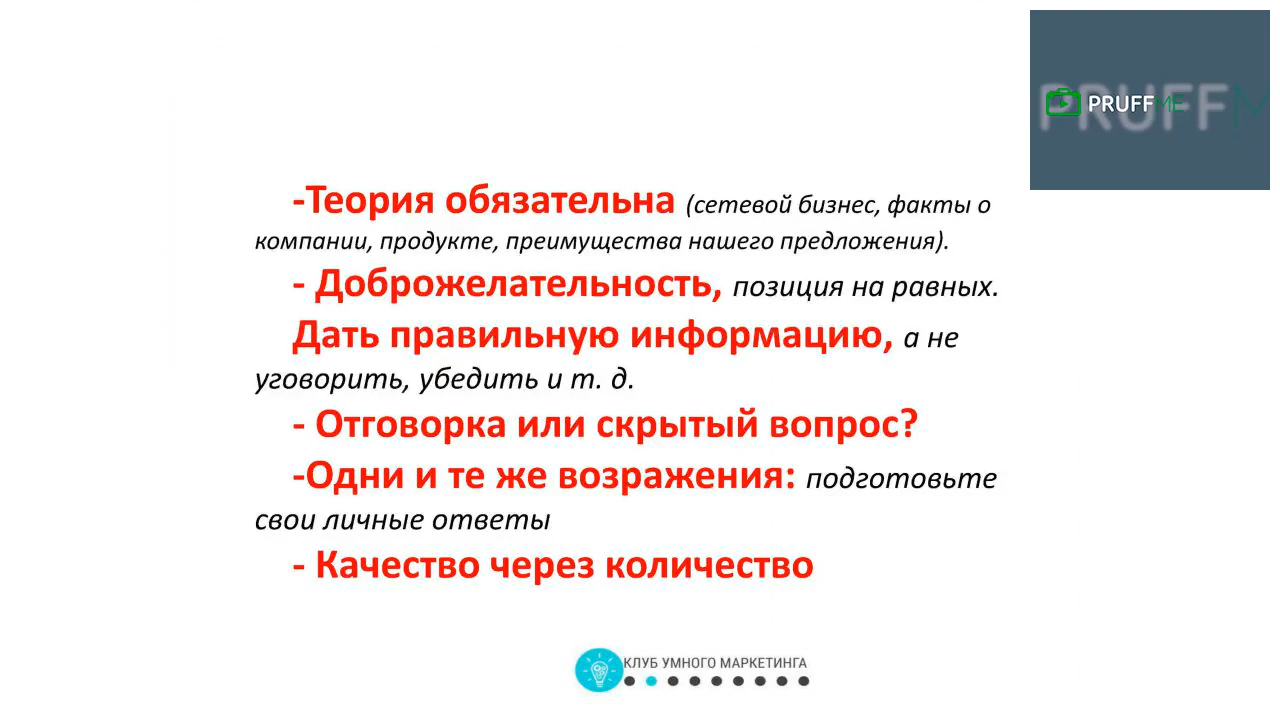 PRUFFME
PRUFFM
-Теория обязательна (сетевой бизнес, факты о
компании, продукте, преимущества нашего предложения).
- Доброжелательность, позиция на равных.
Дать правильную информацию, а не
уговорить, убедить и т. д.
- Отговорка или скрытый вопрос?
-Одни и те же возражения: подготовьте
свои личные ответы
- Качество через количество
КЛУБ УМНОГО МАРКЕТИНГА